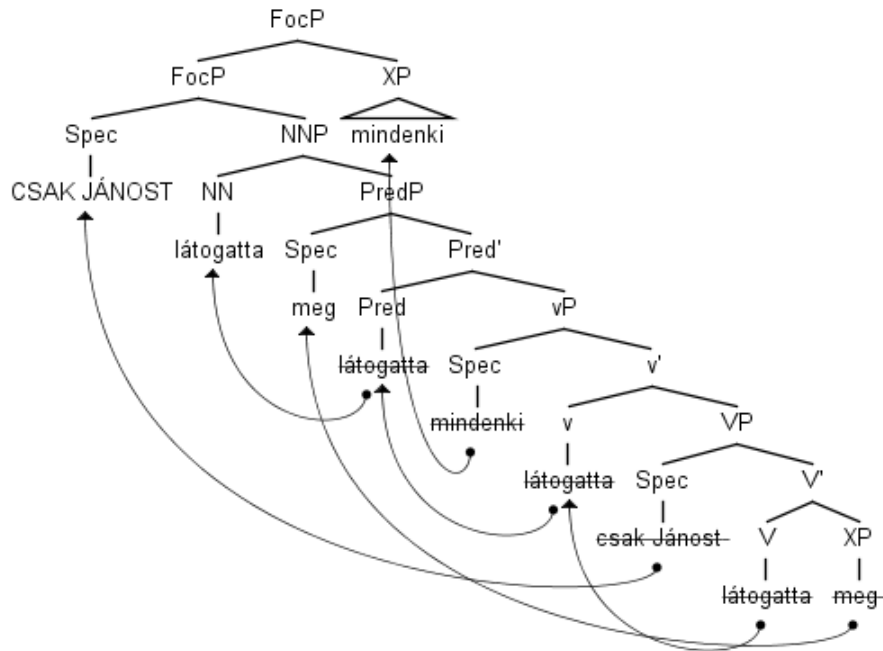 FocP
FocP XP
Spec NNP mindenki
CSAK JÁNOST NN PredP
látogatta Spec Pred'
meg Pred vP
látogatta Spec v'
mindenki v VP
látogatta Spec V'
csak Jánost V XP
látogatta meg